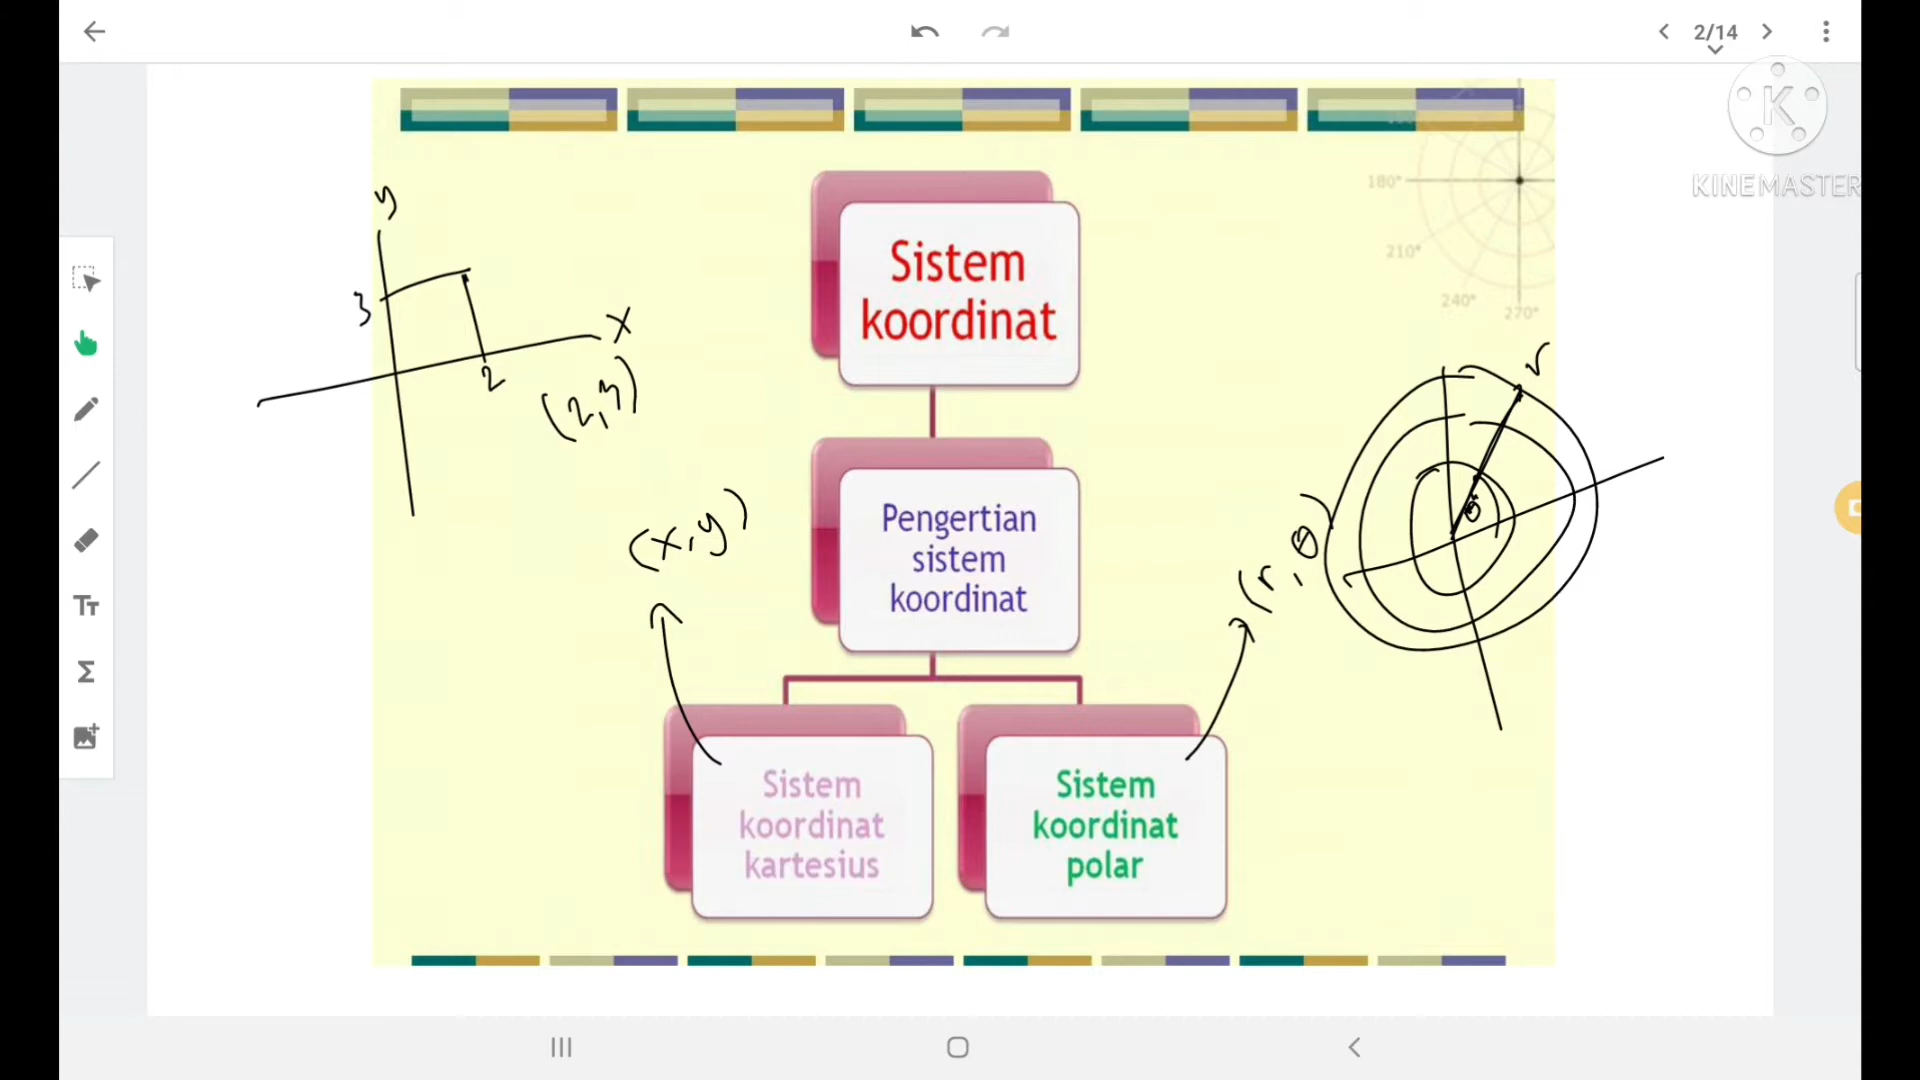 2/14
K
KINEMASTER
180°
210°
240°
270°
y
3
x
2
(2,3)
Sistem
koordinat
r
θ
(x,y)
(r,θ)
Pengertian
sistem
koordinat
Sistem
koordinat
kartesius
Sistem
koordinat
polar
Tт
Σ